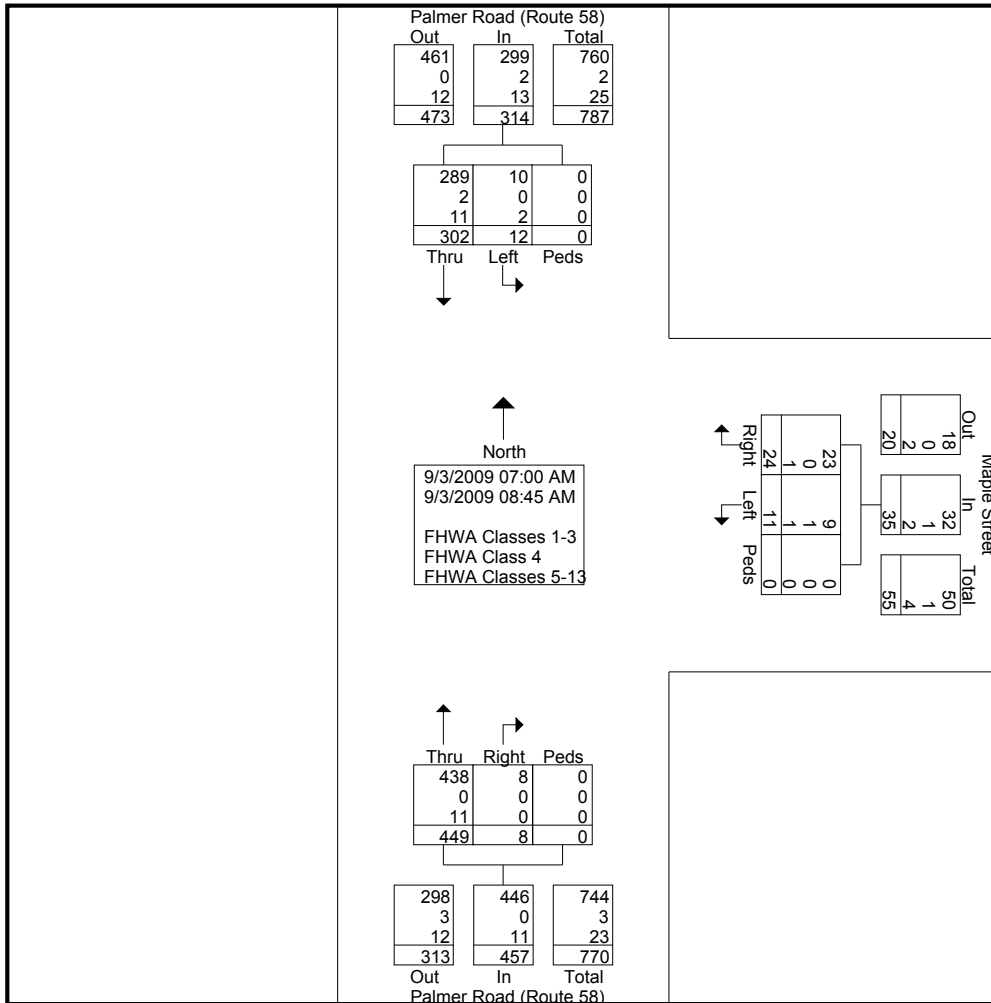 Palmer Road (Route 58)
Out In Total
461 299 760
0 2 2
12 13 25
473 314 787
289 10 0
2 0 0
11 2 0
302 12 0
Thru Left Peds
North
9/3/2009 07:00 AM
9/3/2009 08:45 AM
FHWA Classes 1-3
FHWA Class 4
FHWA Classes 5-13
Maple Street
Out In Total
18 32 50
0 1 1
2 2 4
20 35 55
23 9 0
0 1 0
1 1 0
24 11 0
Right Left Peds
Thru Right Peds
438 8 0
0 0 0
11 0 0
449 8 0
298 446 744
3 0 3
12 11 23
313 457 770
Out In Total
Palmer Road (Route 58)